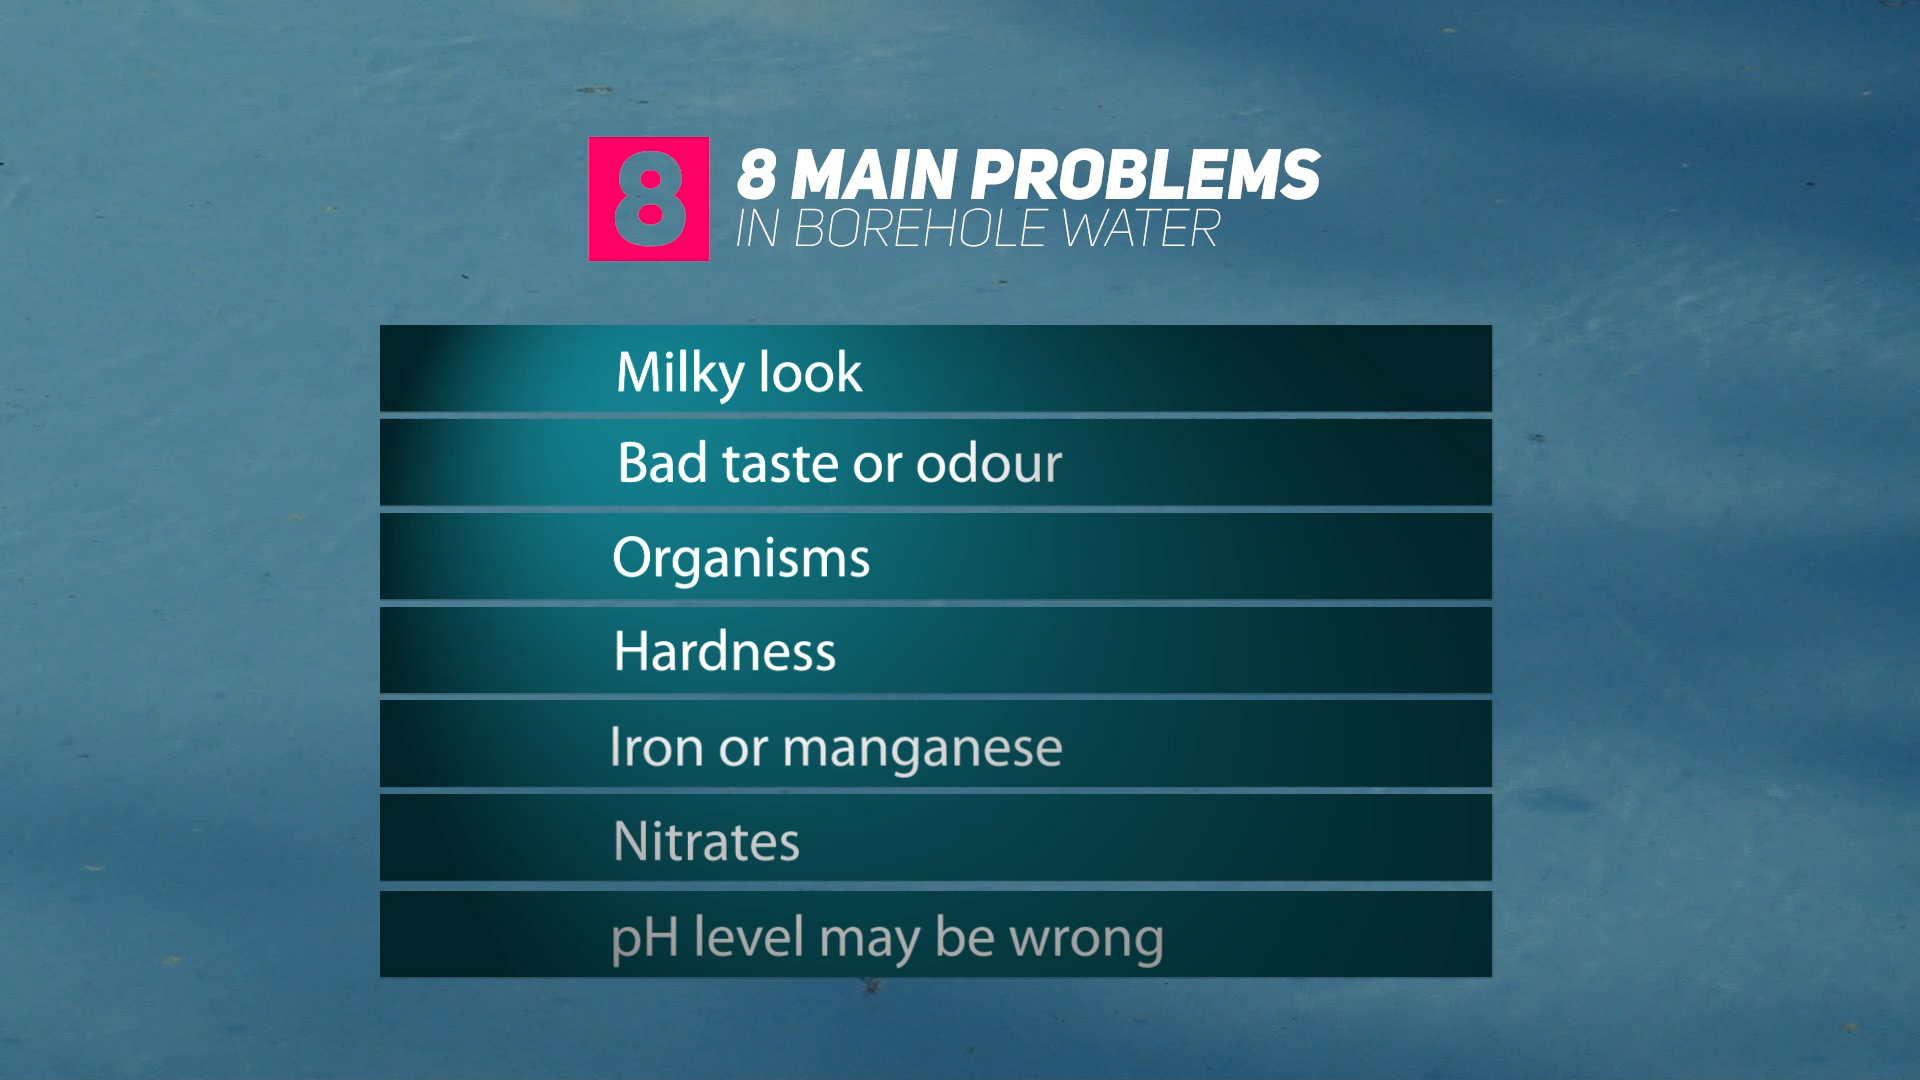 8
8 MAIN PROBLEMS
IN BOREHOLE WATER
Milky look
Bad taste or odour
Organisms
Hardness
Iron or manganese
Nitrates
pH level may be wrong